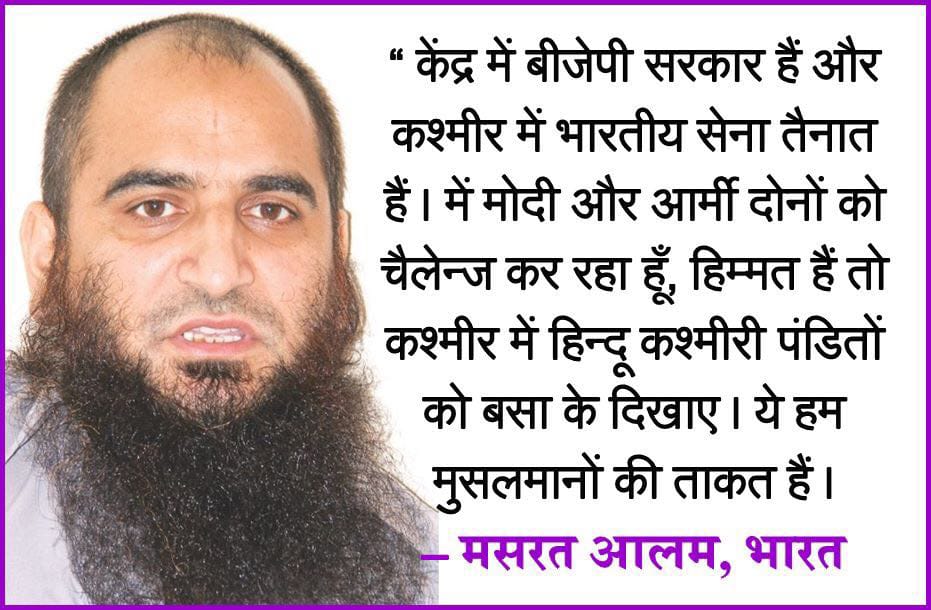 “ केंद्र में बीजेपी सरकार हैं और
कश्मीर में भारतीय सेना तैनात
हैं । में मोदी और आर्मी दोनों को
चैलेन्ज कर रहा हूँ, हिम्मत हैं तो
कश्मीर में हिन्दू कश्मीरी पंडितों
को बसा के दिखाए । ये हम
मुसलमानों की ताकत हैं ।
– मसरत आलम, भारत